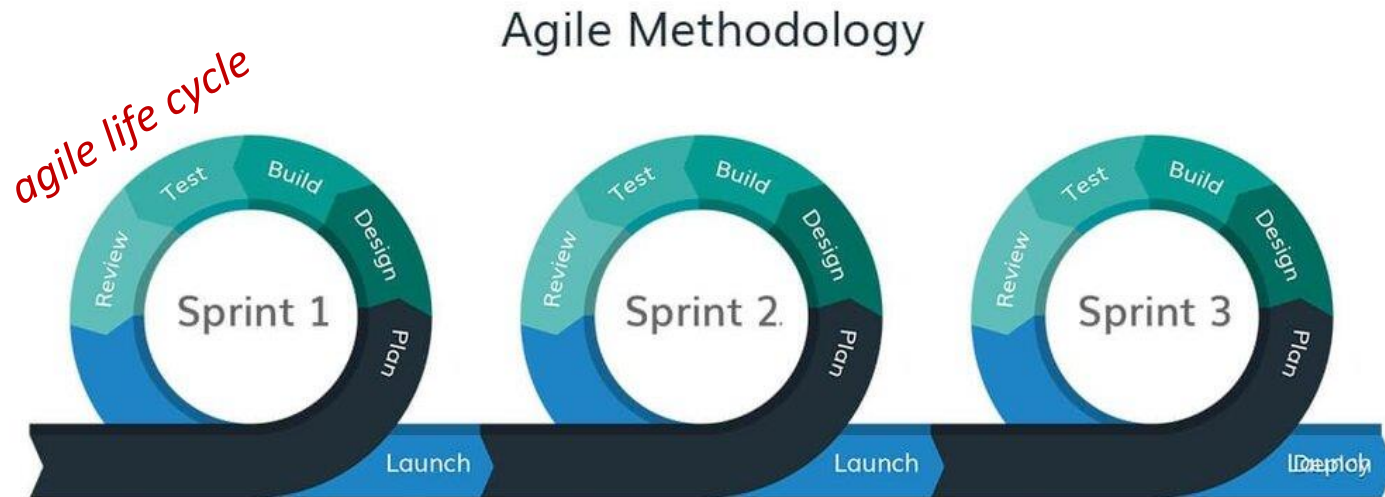 Agile Methodology
agile life cycle
Test
Build
Design
Review
Plan
Sprint 1
Launch
Test
Build
Design
Review
Plan
Sprint 2.
Launch
Test
Build
Design
Review
Plan
Sprint 3